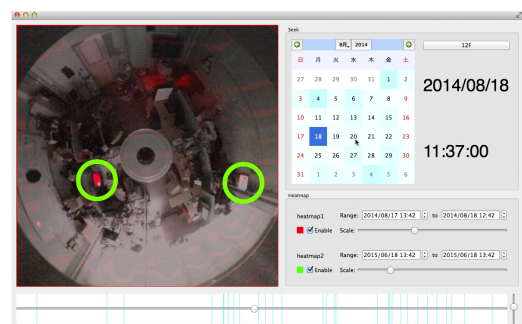 Seek
8月, 2014
12F
日 月 火 水 木 金 土
27 28 29 30 31 1 2
3 4 5 6 7 8 9
10 11 12 13 14 15 16
17 18 19 20 21 22 23
24 25 26 27 28 29 30
31 1 2 3 4 5 6
2014/08/18
11:37:00
Heatmap
heatmap1 Range: 2014/08/17 13:42 to 2014/08/18 12:42
Enable Scale:
heatmap2 Range: 2015/06/18 13:42 to 2015/06/18 13:42
Enable Scale: